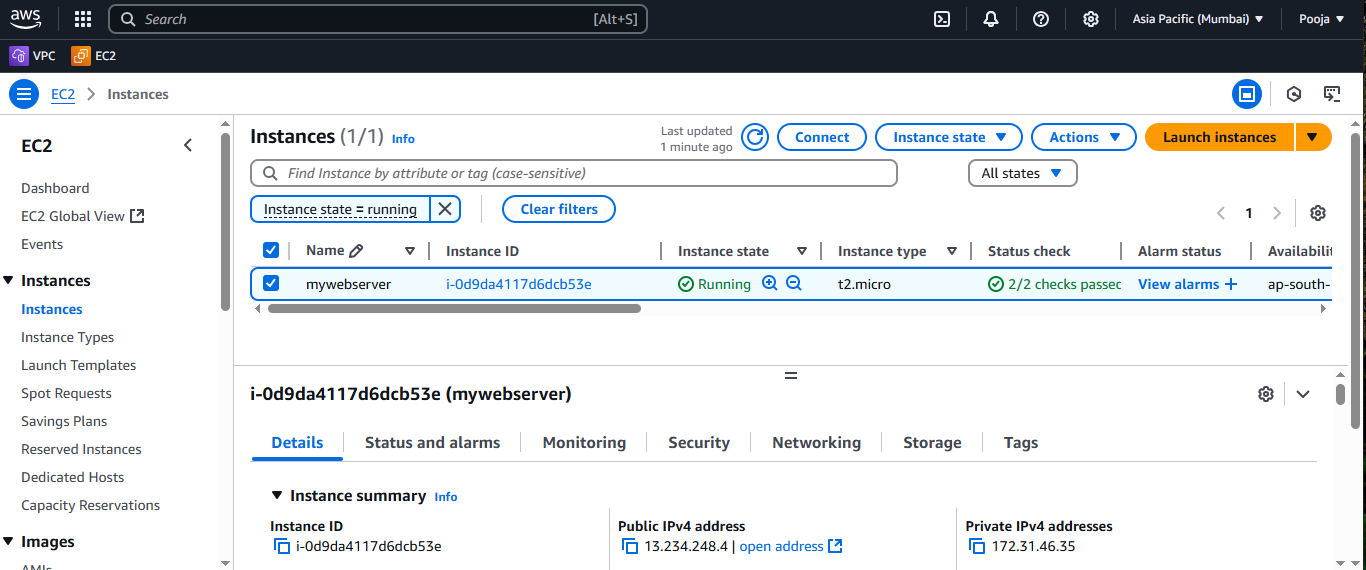 aws Search [Alt+S] Asia Pacific (Mumbai) Pooja
VPC EC2
EC2 Instances
EC2
Dashboard
EC2 Global View
Events
Instances
Instances
Instance Types
Launch Templates
Spot Requests
Savings Plans
Reserved Instances
Dedicated Hosts
Capacity Reservations
Images
AMIs
Instances (1/1) Info
Last updated
1 minute ago
Connect Instance state Actions Launch instances
Find Instance by attribute or tag (case-sensitive) All states
Instance state = running Clear filters 1
Name Instance ID Instance state Instance type Status check Alarm status Availabilit
mywebserver i-0d9da4117d6dcb53e Running t2.micro 2/2 checks passec View alarms + ap-south-
i-0d9da4117d6dcb53e (mywebserver)
Details Status and alarms Monitoring Security Networking Storage Tags
Instance summary Info
Instance ID Public IPv4 address Private IPv4 addresses
i-0d9da4117d6dcb53e 13.234.248.4 | open address 172.31.46.35